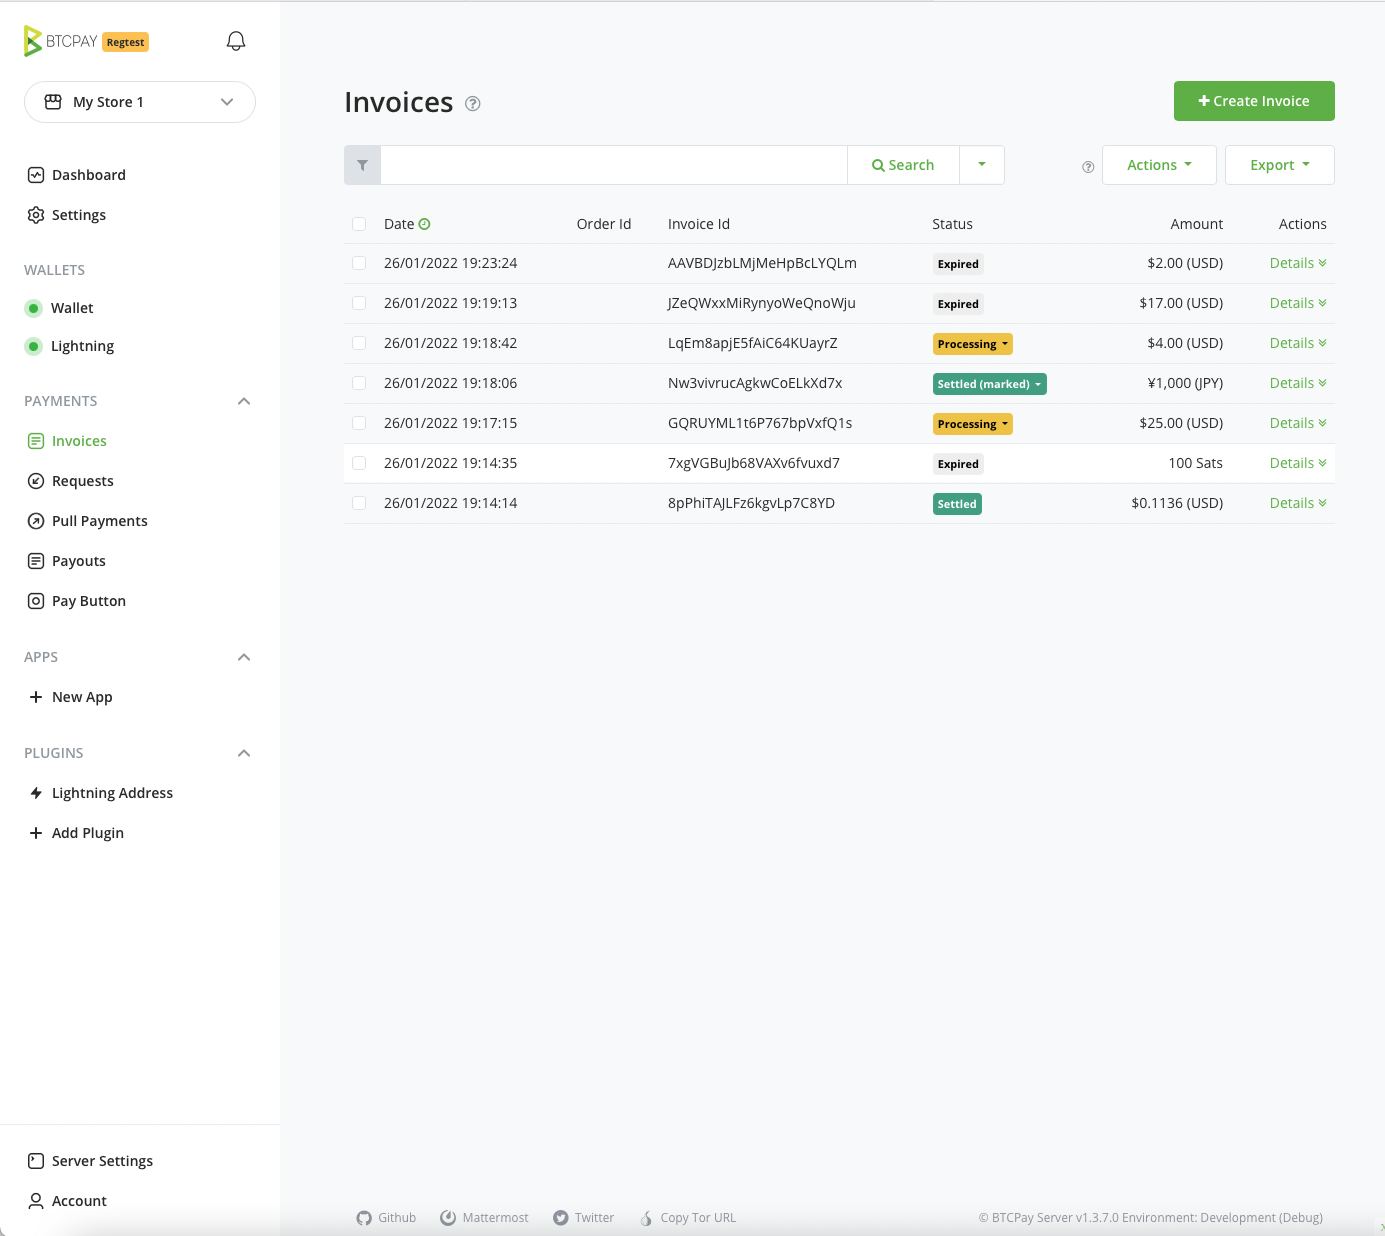 BTCPAY Regtest
My Store 1
Dashboard
Settings
WALLETS
Wallet
Lightning
PAYMENTS
Invoices
Requests
Pull Payments
Payouts
Pay Button
APPS
New App
PLUGINS
Lightning Address
Add Plugin
Server Settings
Account
Invoices ?
+ Create Invoice
Search ? Actions Export
Date Order Id Invoice Id Status Amount Actions
26/01/2022 19:23:24 AAVBDJzbLMjMeHpBcLYQLm Expired $2.00 (USD) Details
26/01/2022 19:19:13 JZeQWxxMiRynyoWeQnoWju Expired $17.00 (USD) Details
26/01/2022 19:18:42 LqEm8apjE5fAiC64KUayrZ Processing $4.00 (USD) Details
26/01/2022 19:18:06 Nw3vivrucAgkwCoELkXd7x Settled (marked) ¥1,000 (JPY) Details
26/01/2022 19:17:15 GQRUYML1t6P767bpVxfQ1s Processing $25.00 (USD) Details
26/01/2022 19:14:35 7xgVGBuJb68VAXv6fvuxd7 Expired 100 Sats Details
26/01/2022 19:14:14 8pPhiTAJLFz6kgvLp7C8YD Settled $0.1136 (USD) Details
Github Mattermost Twitter Copy Tor URL © BTCPay Server v1.3.7.0 Environment: Development (Debug)